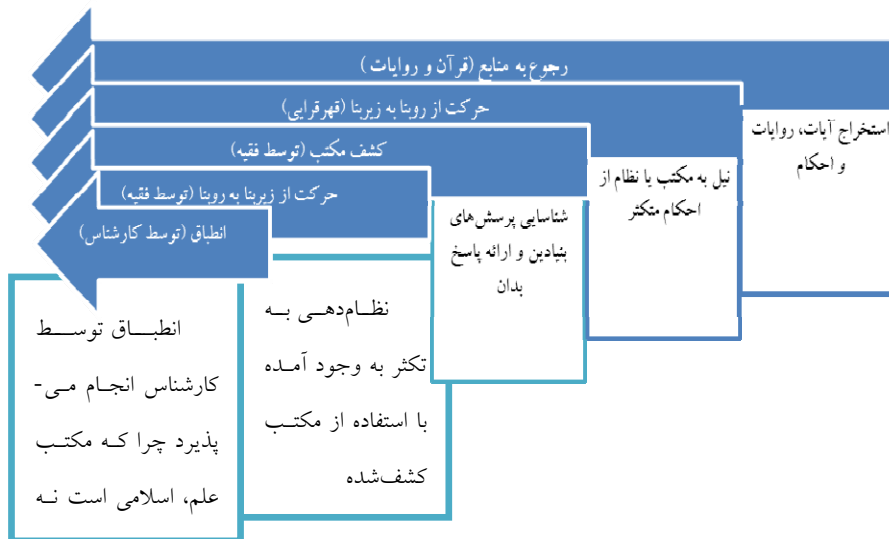 رجوع به منابع (قرآن و روایات )
حرکت از روبنا به زیربنا (قهقرایی)
کشف مکتب (توسط فقیه)
حرکت از زیربنا به روبنا (توسط فقیه)
انطباق (توسط کارشناس)
استخراج آیات، روایات
و احکام
نیل به مکتب یا نظام از
احکام متکثر
شناسایی پرسش‌های
بنیادین و ارائه پاسخ
بدان
نظام‌دهی به
تکثر به وجود آمده
با استفاده از مکتب
کشف‌شده
انطباق توسط
کارشناس انجام می-
پذیرد چرا که مکتب
علم، اسلامی است نه